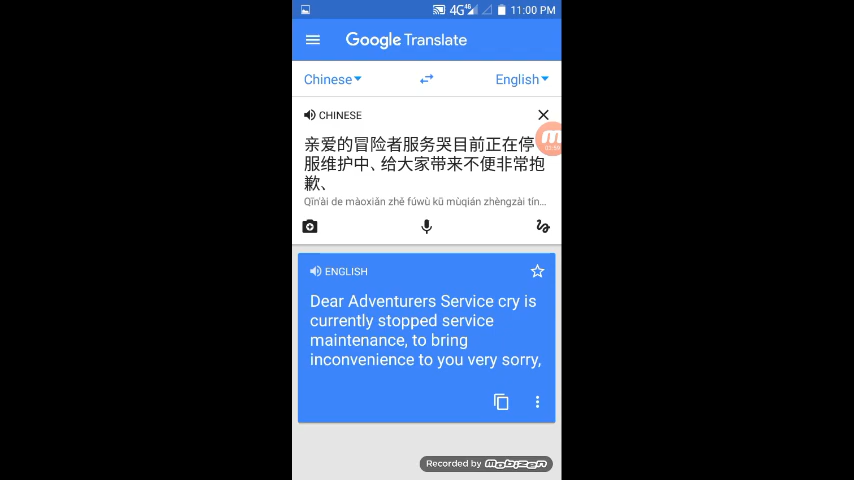 4G 4G 11:00 PM
Google Translate
Chinese English
CHINESE
亲爱的冒险者服务哭目前正在停
服维护中、给大家带来不便非常抱
歉、
Qīn'ài de màoxiǎn zhě fúwù kū mùqián zhèngzài tín...
ENGLISH
Dear Adventurers Service cry is
currently stopped service
maintenance, to bring
inconvenience to you very sorry,
Recorded by mobizen